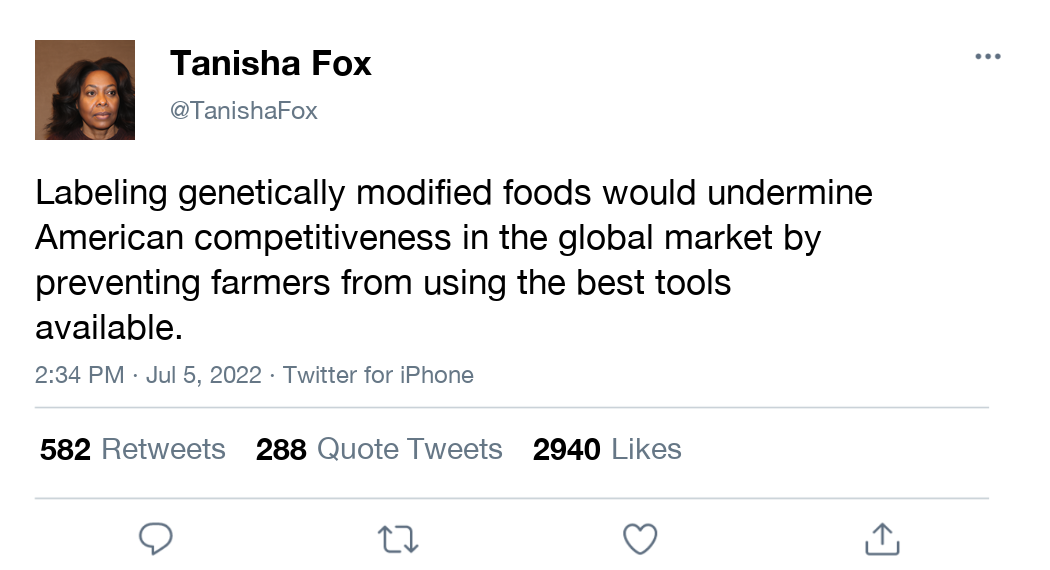 Tanisha Fox
@TanishaFox
Labeling genetically modified foods would undermine
American competitiveness in the global market by
preventing farmers from using the best tools
available.
2:34 PM · Jul 5, 2022 · Twitter for iPhone
582 Retweets 288 Quote Tweets 2940 Likes